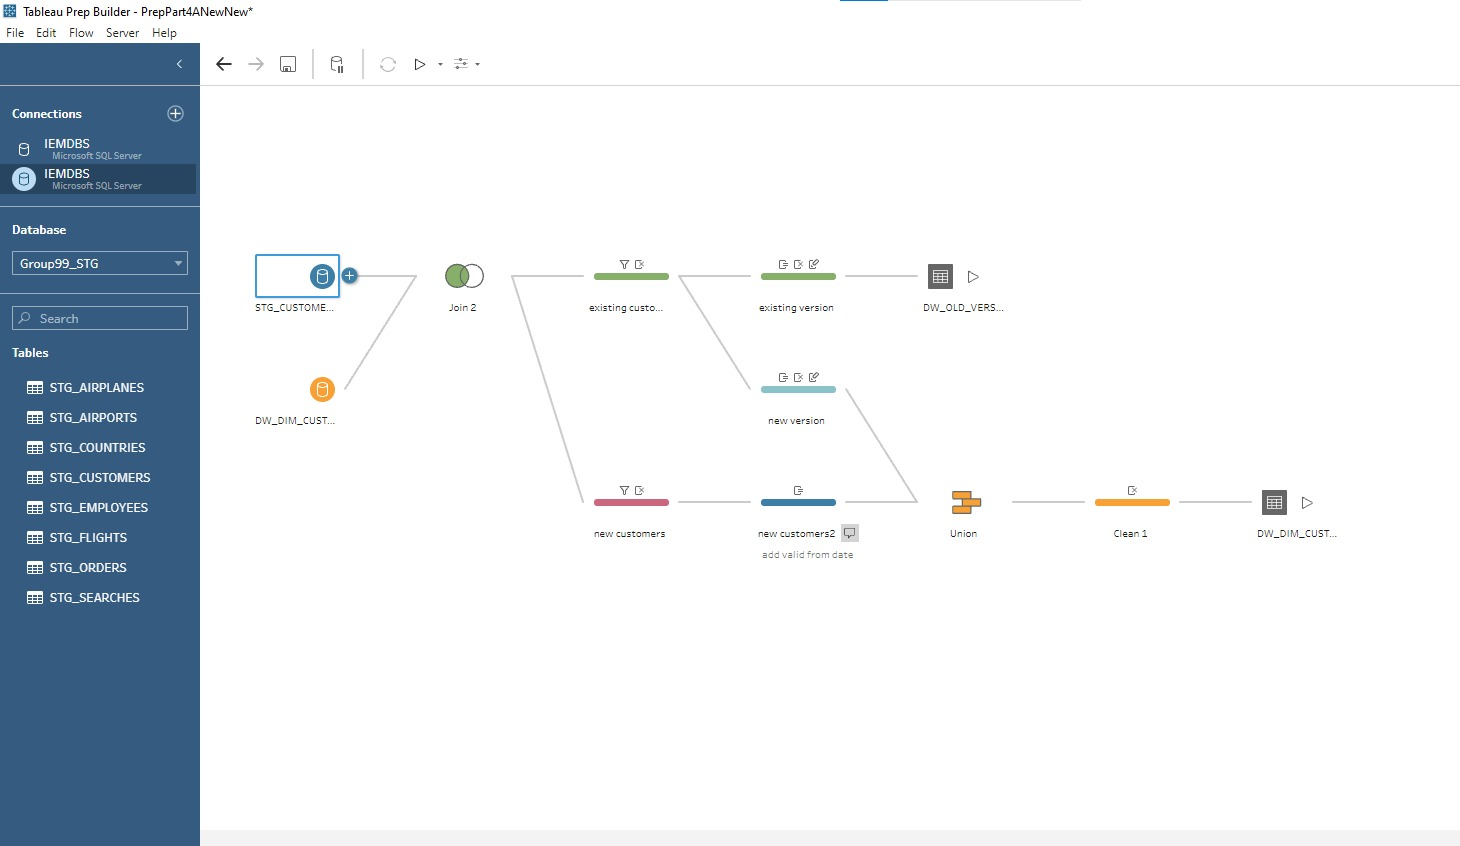 Tableau Prep Builder - PrepPart4ANewNew*
File Edit Flow Server Help
Connections
IEMDBS
Microsoft SQL Server
IEMDBS
Microsoft SQL Server
Database
Group99_STG
Search
Tables
STG_AIRPLANES
STG_AIRPORTS
STG_COUNTRIES
STG_CUSTOMERS
STG_EMPLOYEES
STG_FLIGHTS
STG_ORDERS
STG_SEARCHES
STG_CUSTOME... Join 2 existing custo... existing version DW_OLD_VERS...
DW_DIM_CUST... new version
new customers new customers2 Union Clean 1 DW_DIM_CUST...
add valid from date